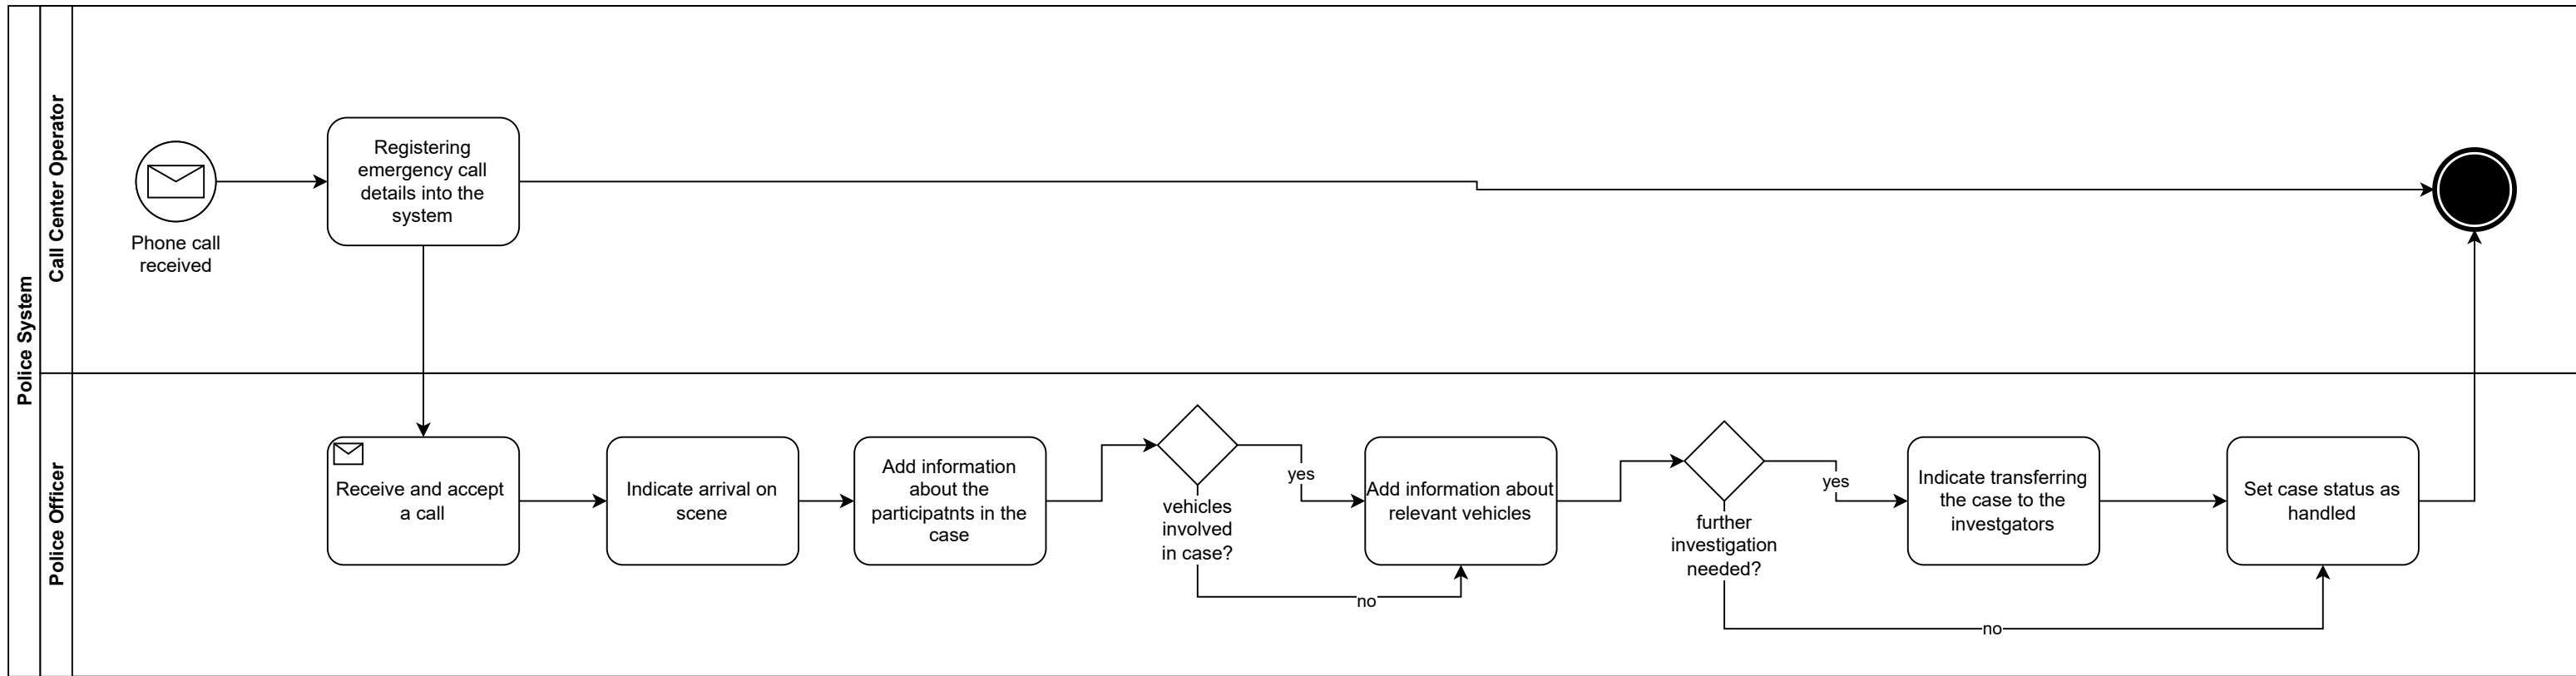 Police System
Call Center Operator
Phone call
received
Registering
emergency call
details into the
system
Police Officer
Receive and accept
a call
Indicate arrival on
scene
Add information
about the
participatnts in the
case
vehicles
involved
in case?
yes
no
Add information about
relevant vehicles
further
investigation
needed?
yes
no
Indicate transferring
the case to the
investgators
Set case status as
handled